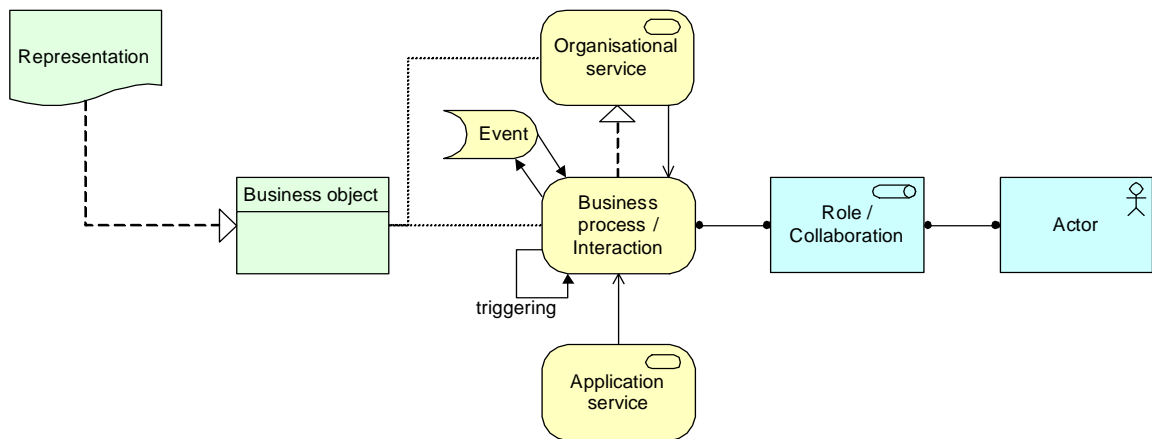 Representation
Organisational
service
Event
Business object
Business
process /
Interaction
Role /
Collaboration
Actor
triggering
Application
service